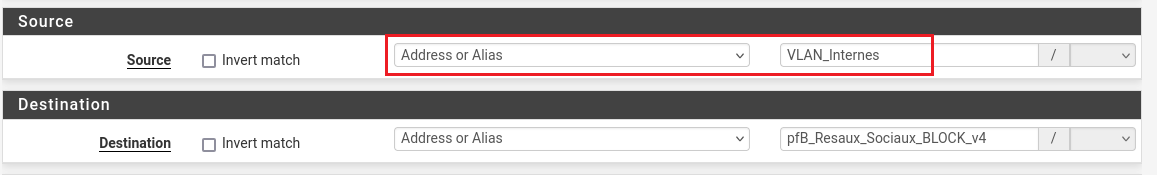 Source
Source Invert match Address or Alias VLAN_Internes /
Destination
Destination Invert match Address or Alias pfB_Resaux_Sociaux_BLOCK_v4 /